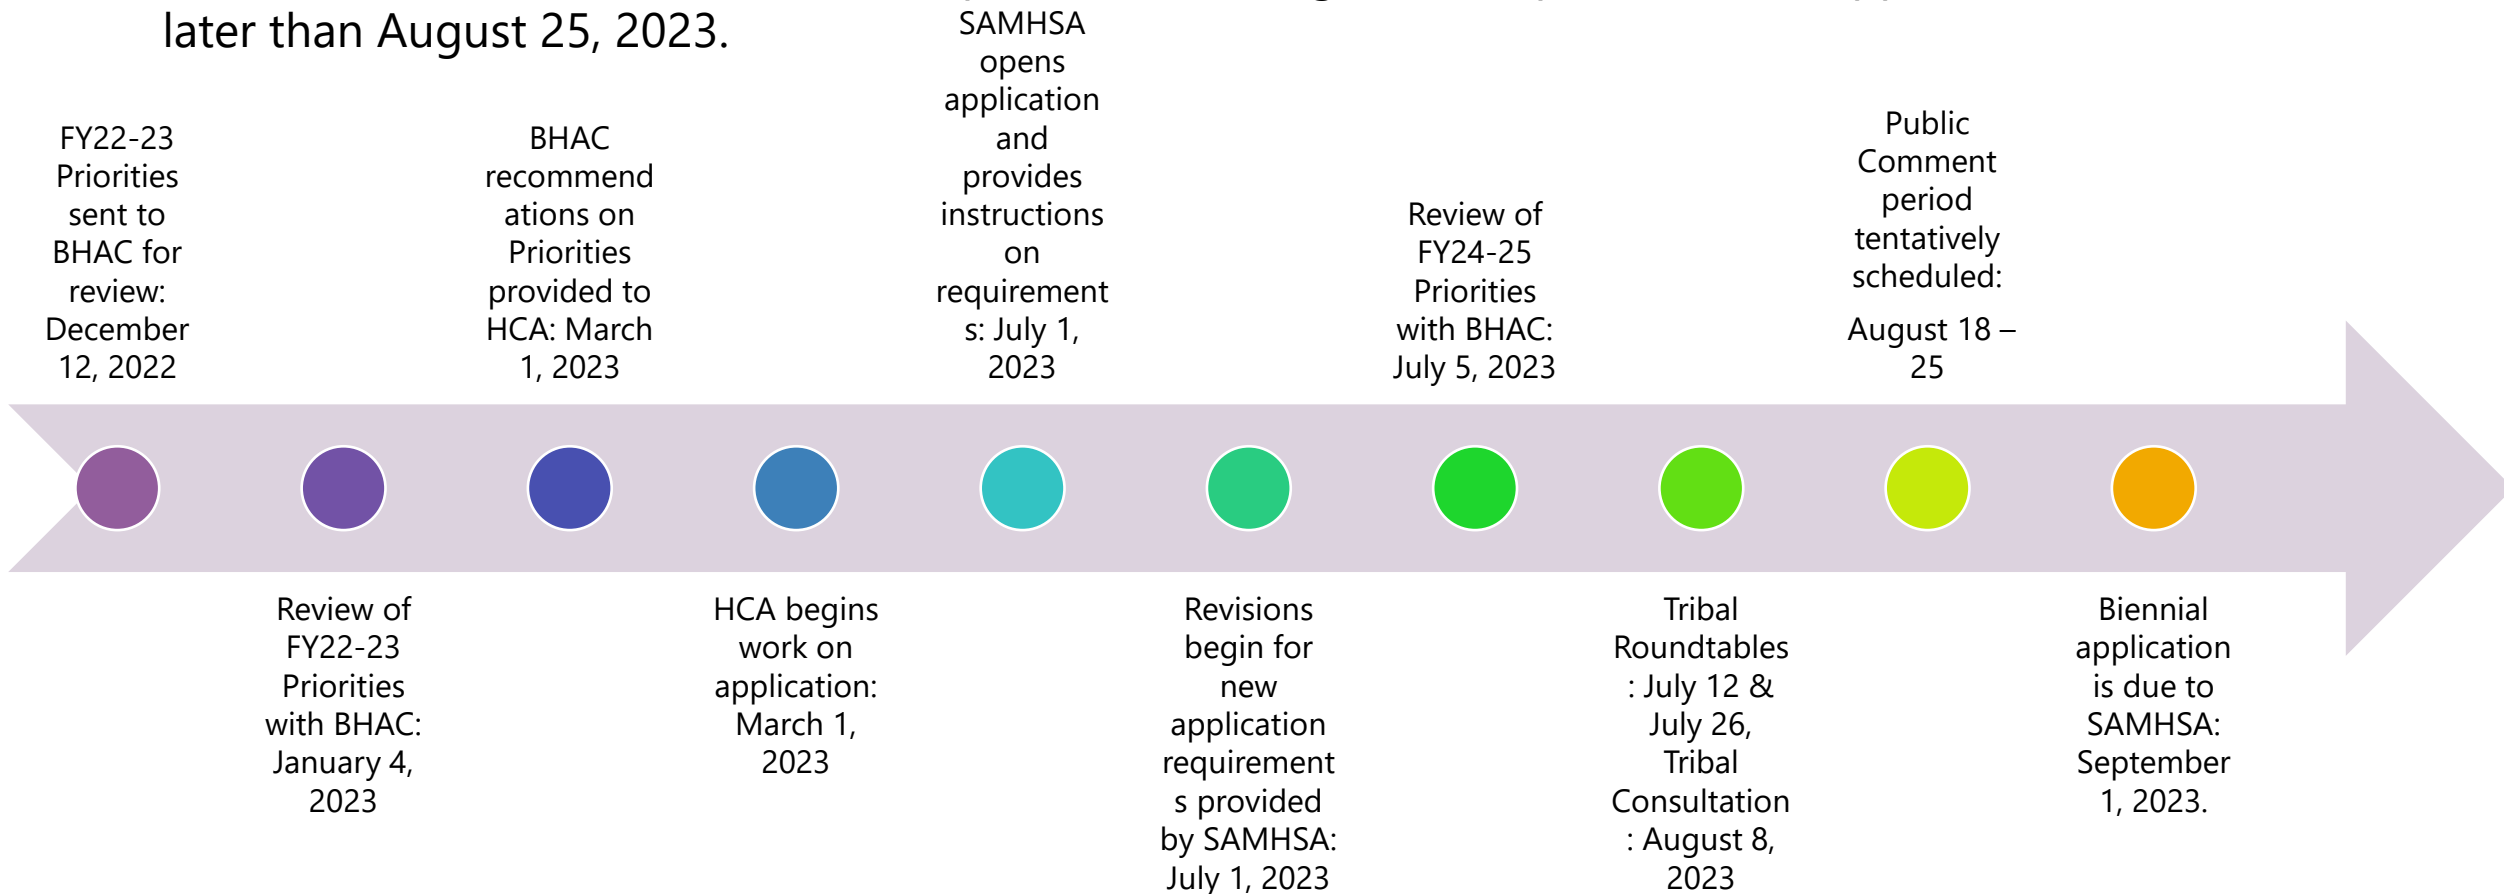 later than August 25, 2023.
FY22-23
Priorities
sent to
BHAC for
review:
December
12, 2022
Review of
FY22-23
Priorities
with BHAC:
January 4,
2023
BHAC
recommend
ations on
Priorities
provided to
HCA: March
1, 2023
HCA begins
work on
application:
March 1,
2023
SAMHSA
opens
application
and
provides
instructions
on
requirement
s: July 1,
2023
Revisions
begin for
new
application
requirement
s provided
by SAMHSA:
July 1, 2023
Review of
FY24-25
Priorities
with BHAC:
July 5, 2023
Tribal
Roundtables
: July 12 &
July 26,
Tribal
Consultation
: August 8,
2023
Public
Comment
period
tentatively
scheduled:
August 18 –
25
Biennial
application
is due to
SAMHSA:
September
1, 2023.